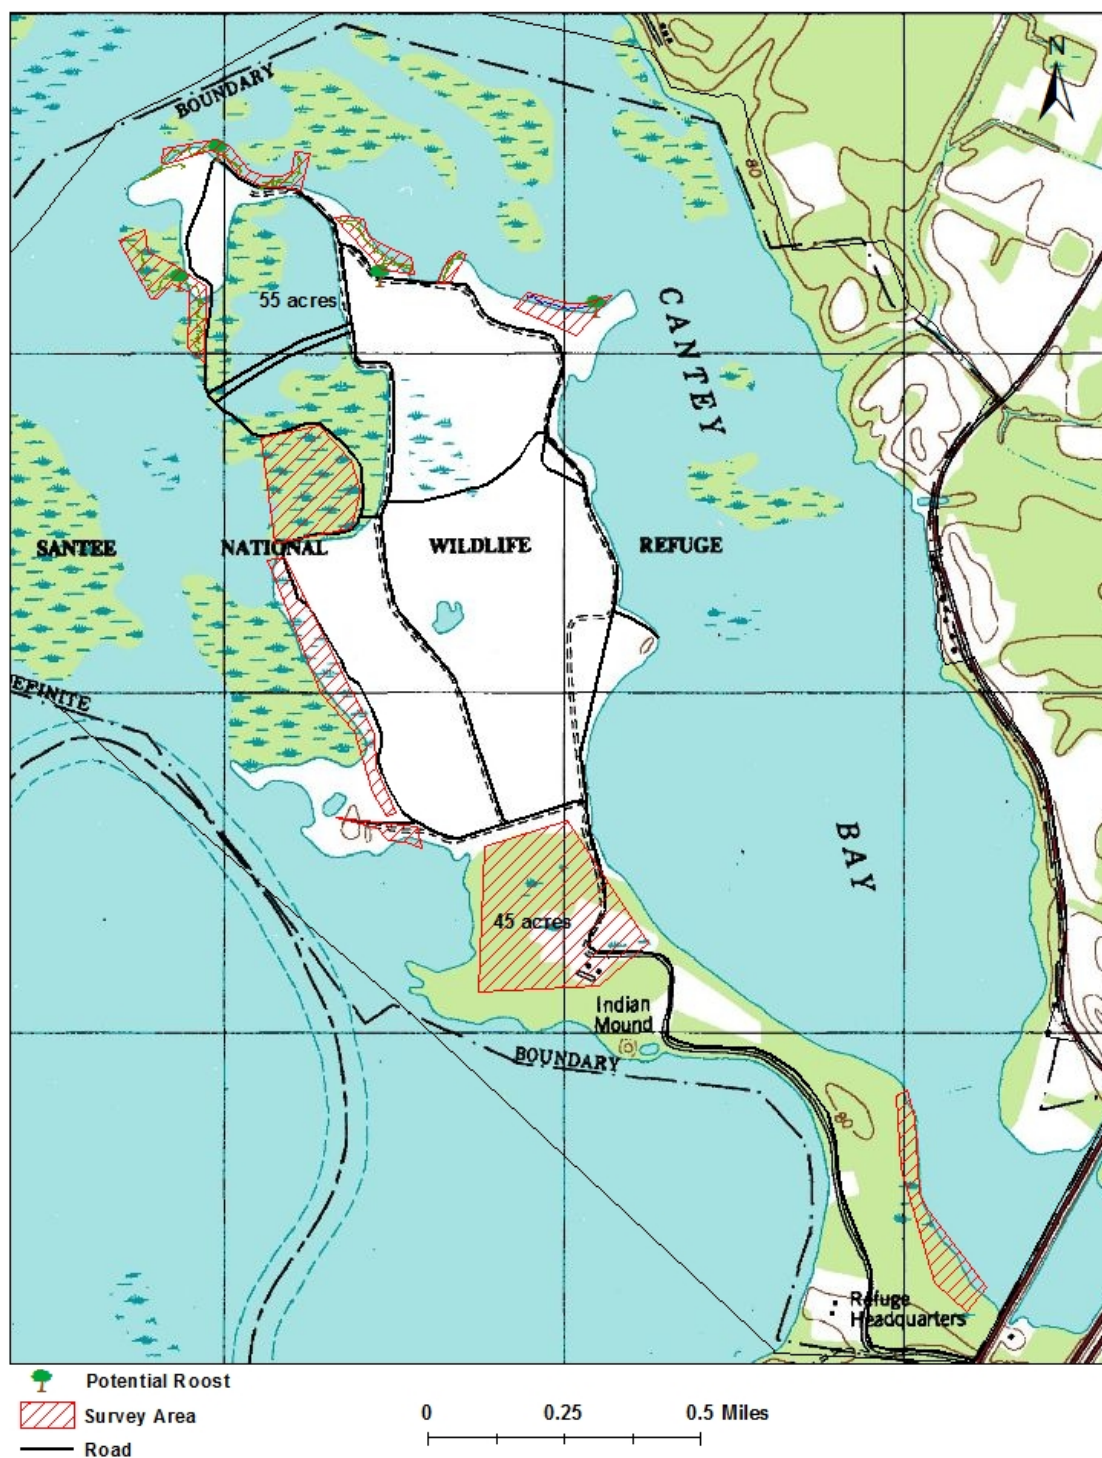 N
BOUNDARY
80
55 acres
CANTEY
SANTEE NATIONAL WILDLIFE REFUGE
EFINITE
BAY
45 acres
Indian
Mound
BOUNDARY
80
Refuge
Headquarters
Potential Roost
Survey Area
Road
0 0.25 0.5 Miles